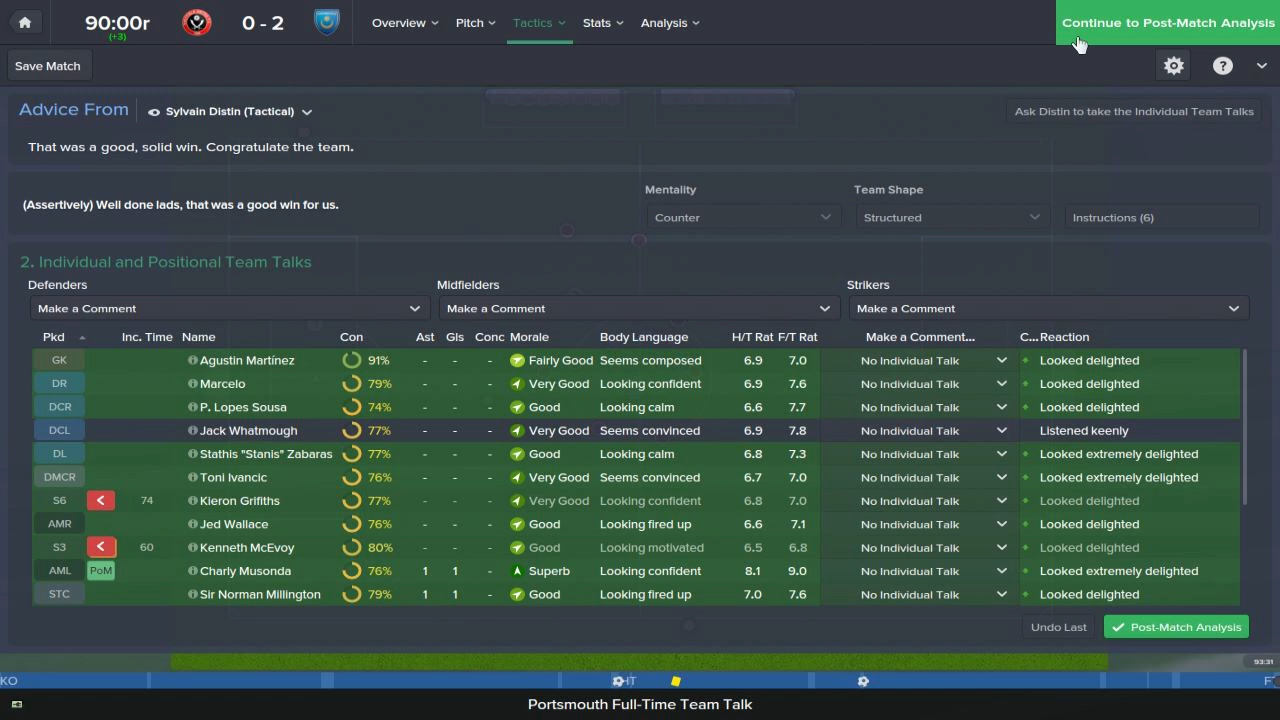 90:00r
(+3)
0 - 2
Overview
Pitch
Tactics
Stats
Analysis
Continue to Post-Match Analysis
Save Match
?
Advice From
Sylvain Distin (Tactical)
Ask Distin to take the Individual Team Talks
That was a good, solid win. Congratulate the team.
Mentality
Team Shape
(Assertively) Well done lads, that was a good win for us.
Counter
Structured
Instructions (6)
2. Individual and Positional Team Talks
Defenders
Midfielders
Strikers
Make a Comment
Make a Comment
Make a Comment
Pkd Inc. Time Name Con Ast Gls Conc Morale Body Language H/T Rat F/T Rat Make a Comment... C... Reaction
GK Agustin Martínez 91% - - - Fairly Good Seems composed 6.9 7.0 No Individual Talk Looked delighted
DR Marcelo 79% - - - Very Good Looking confident 6.9 7.6 No Individual Talk Looked delighted
DCR P. Lopes Sousa 74% - - - Good Looking calm 6.6 7.7 No Individual Talk Looked delighted
DCL Jack Whatmough 77% - - - Very Good Seems convinced 6.9 7.8 No Individual Talk Listened keenly
DL Stathis "Stanis" Zabaras 77% - - - Good Looking calm 6.8 7.3 No Individual Talk Looked extremely delighted
DMCR Toni Ivancic 76% - - - Very Good Seems convinced 6.7 7.0 No Individual Talk Looked extremely delighted
S6 < 74 Kieron Grifiths 77% - - - Very Good Looking confident 6.8 7.0 No Individual Talk Looked delighted
AMR Jed Wallace 76% - - - Good Looking fired up 6.6 7.1 No Individual Talk Looked delighted
S3 < 60 Kenneth McEvoy 80% - - - Good Looking motivated 6.5 6.8 No Individual Talk Looked delighted
AML PoM Charly Musonda 76% 1 1 - Superb Looking confident 8.1 9.0 No Individual Talk Looked extremely delighted
STC Sir Norman Millington 79% 1 1 - Good Looking fired up 7.0 7.6 No Individual Talk Looked delighted
Undo Last
Post-Match Analysis
93:31
KO
HT
Portsmouth Full-Time Team Talk